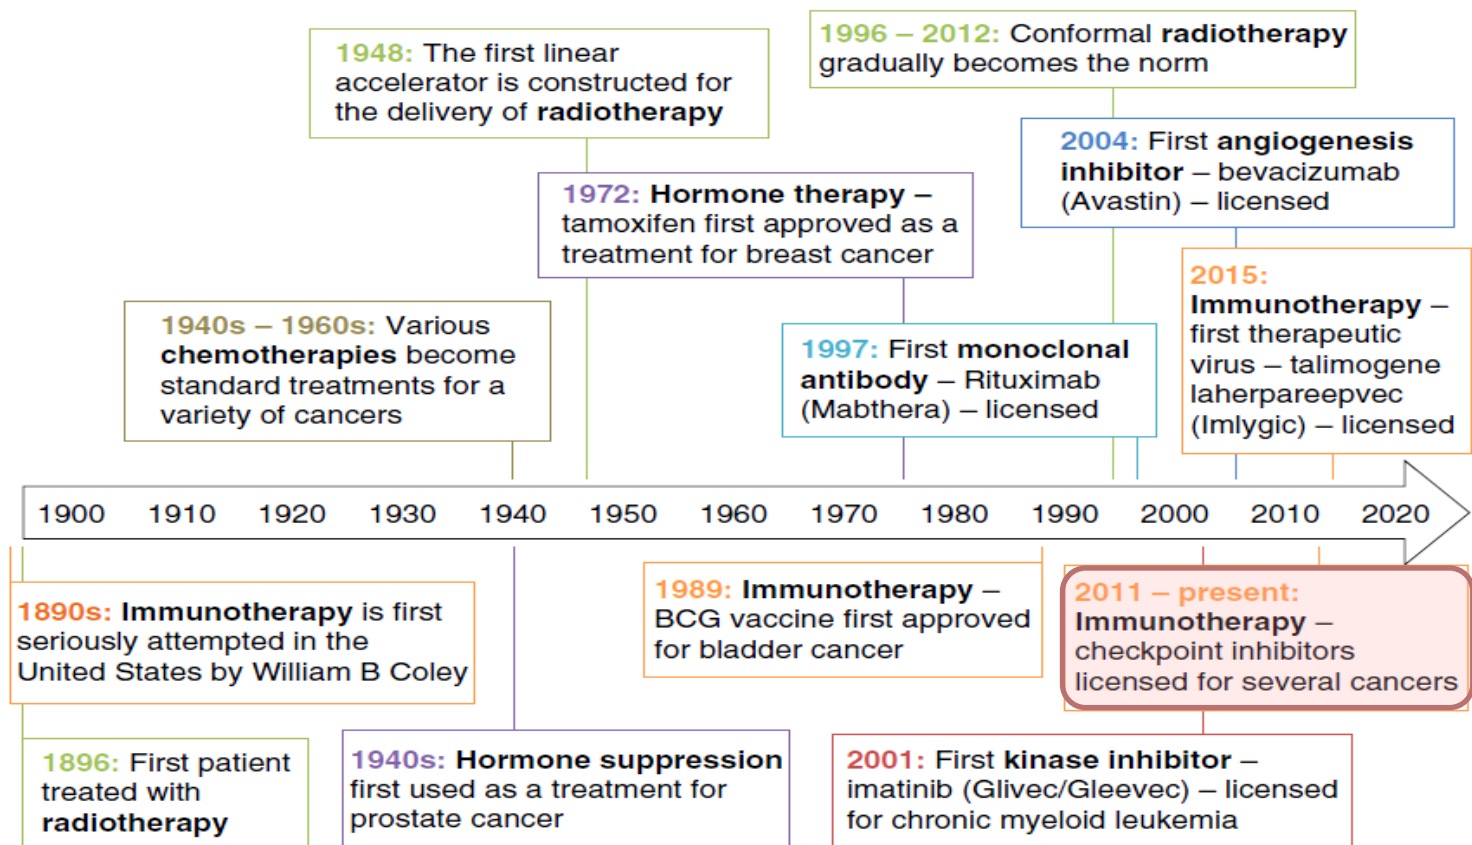 1948: The first linear
accelerator is constructed for
the delivery of radiotherapy
1996 – 2012: Conformal radiotherapy
gradually becomes the norm
2004: First angiogenesis
inhibitor – bevacizumab
(Avastin) – licensed
1972: Hormone therapy –
tamoxifen first approved as a
treatment for breast cancer
2015:
Immunotherapy –
first therapeutic
virus – talimogene
laherpareepvec
(Imlygic) – licensed
1940s – 1960s: Various
chemotherapies become
standard treatments for a
variety of cancers
1997: First monoclonal
antibody – Rituximab
(Mabthera) – licensed
1900 1910 1920 1930 1940 1950 1960 1970 1980 1990 2000 2010 2020
1890s: Immunotherapy is first
seriously attempted in the
United States by William B Coley
1989: Immunotherapy –
BCG vaccine first approved
for bladder cancer
2011 – present:
Immunotherapy –
checkpoint inhibitors
licensed for several cancers
1896: First patient
treated with
radiotherapy
1940s: Hormone suppression
first used as a treatment for
prostate cancer
2001: First kinase inhibitor –
imatinib (Glivec/Gleevec) – licensed
for chronic myeloid leukemia